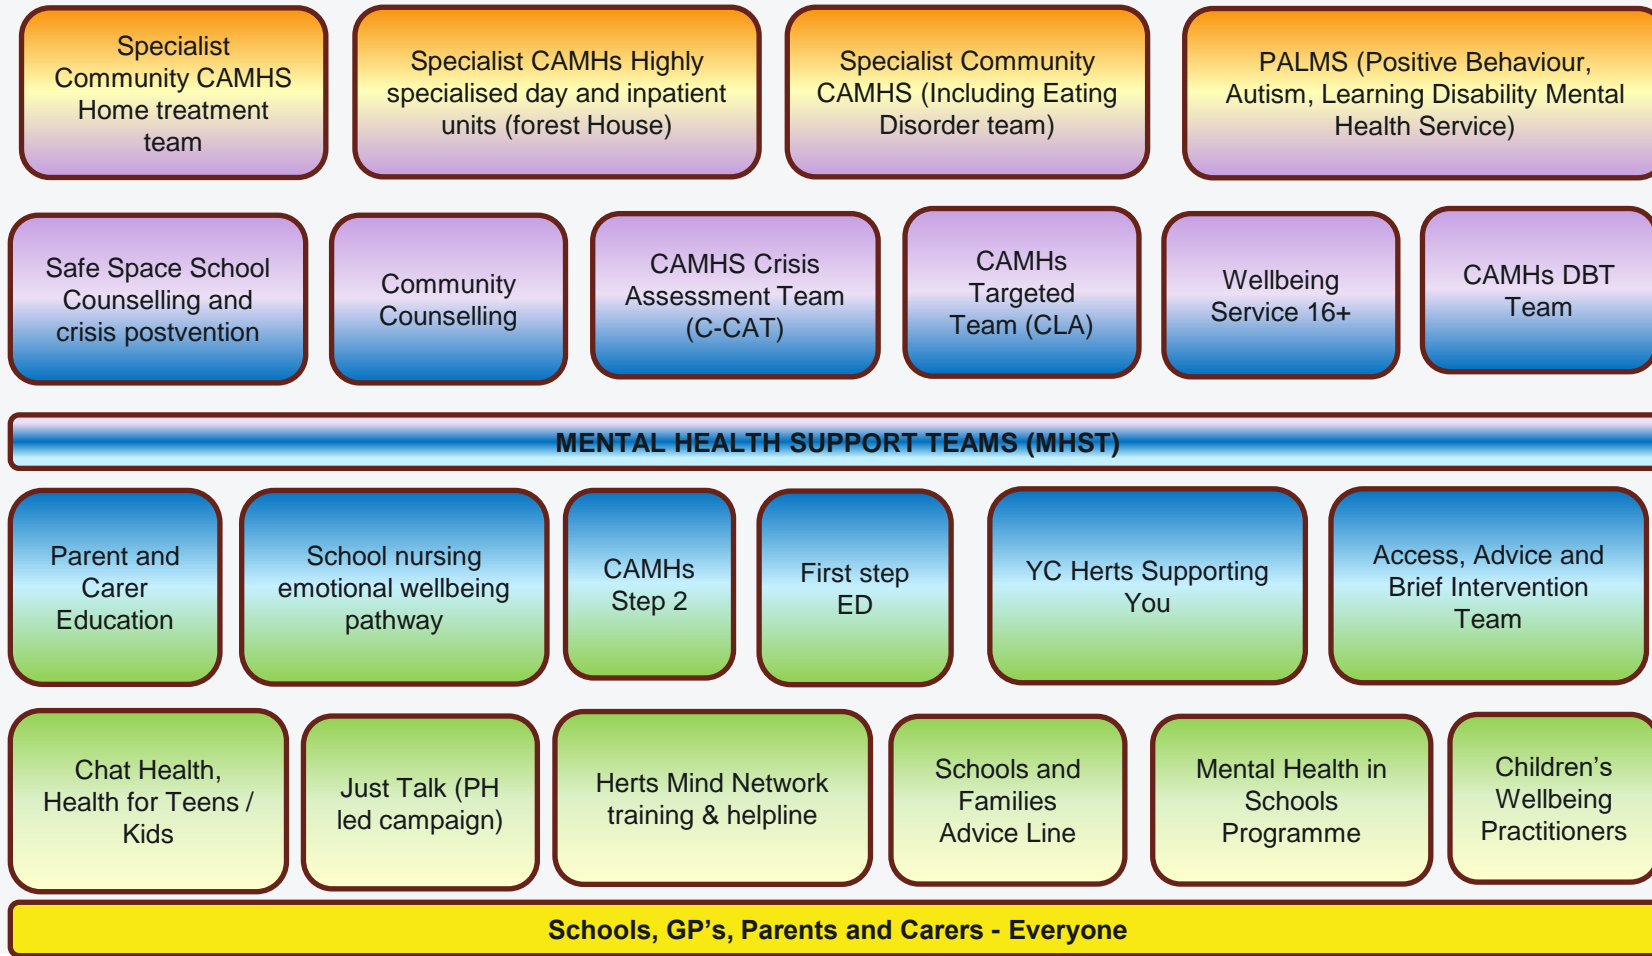 Specialist
Community CAMHS
Home treatment
team
Specialist CAMHs Highly
specialised day and inpatient
units (forest House)
Specialist Community
CAMHS (Including Eating
Disorder team)
PALMS (Positive Behaviour,
Autism, Learning Disability Mental
Health Service)
Safe Space School
Counselling and
crisis postvention
Community
Counselling
CAMHS Crisis
Assessment Team
(C-CAT)
CAMHs
Targeted
Team (CLA)
Wellbeing
Service 16+
CAMHs DBT
Team
MENTAL HEALTH SUPPORT TEAMS (MHST)
Parent and
Carer
Education
School nursing
emotional wellbeing
pathway
CAMHs
Step 2
First step
ED
YC Herts Supporting
You
Access, Advice and
Brief Intervention
Team
Chat Health,
Health for Teens /
Kids
Just Talk (PH
led campaign)
Herts Mind Network
training & helpline
Schools and
Families
Advice Line
Mental Health in
Schools
Programme
Children’s
Wellbeing
Practitioners
Schools, GP’s, Parents and Carers - Everyone